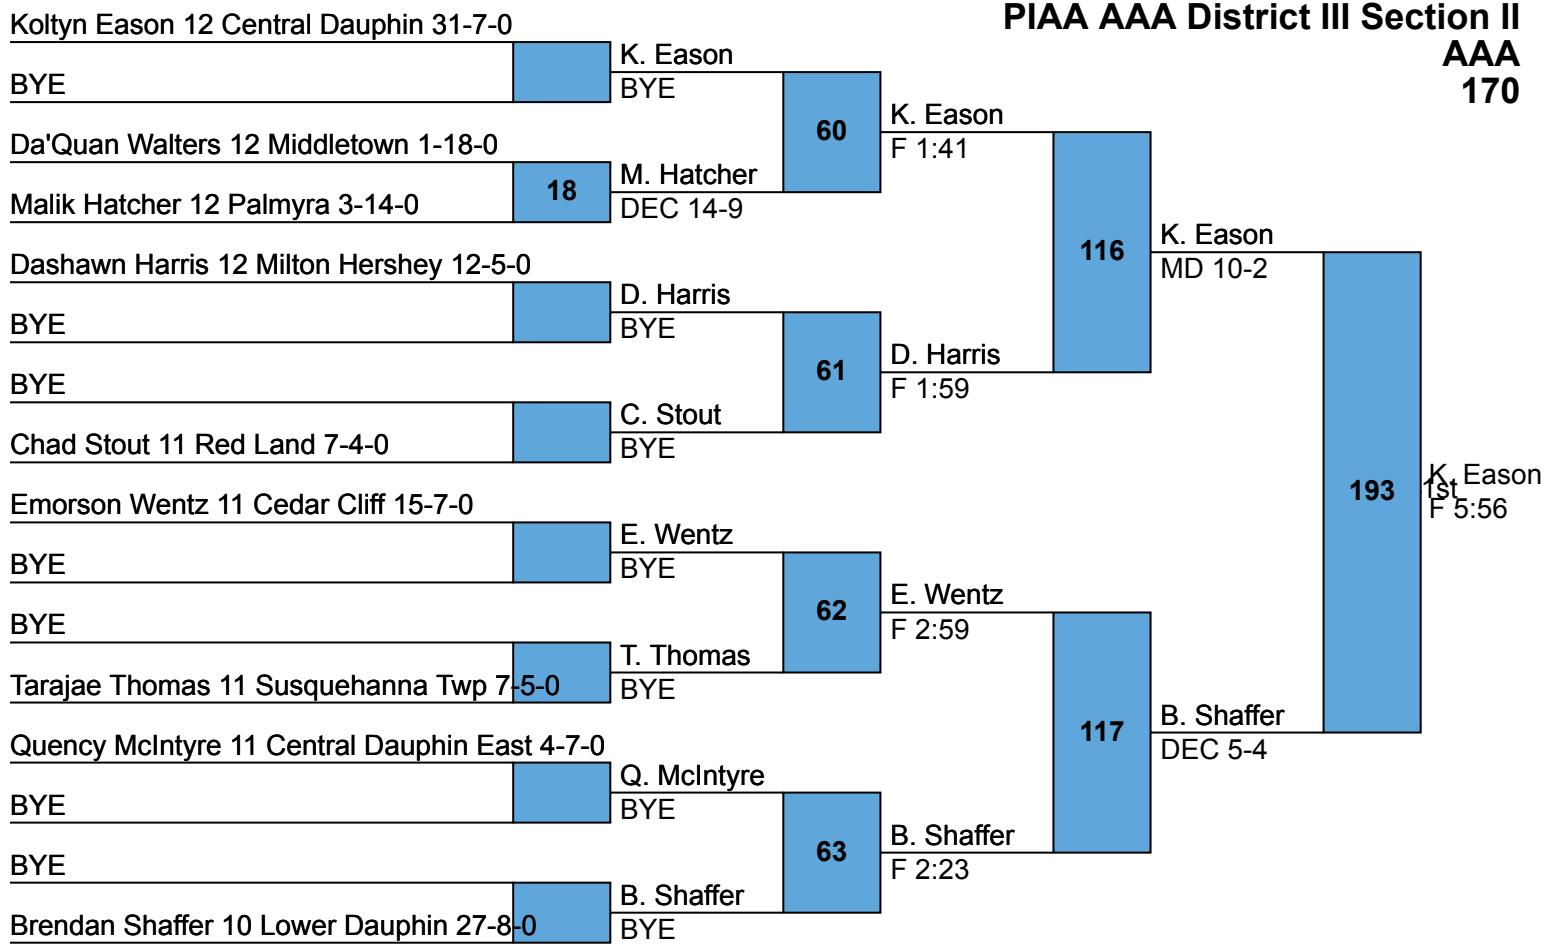 PIAA AAA District III Section II
AAA
170
Koltyn Eason 12 Central Dauphin 31-7-0
BYE
Da'Quan Walters 12 Middletown 1-18-0
Malik Hatcher 12 Palmyra 3-14-0
Dashawn Harris 12 Milton Hershey 12-5-0
BYE
BYE
Chad Stout 11 Red Land 7-4-0
Emorson Wentz 11 Cedar Cliff 15-7-0
BYE
BYE
Tarajae Thomas 11 Susquehanna Twp 7-5-0
Quency McIntyre 11 Central Dauphin East 4-7-0
BYE
BYE
Brendan Shaffer 10 Lower Dauphin 27-8-0
18
K. Eason
BYE
M. Hatcher
DEC 14-9
D. Harris
BYE
C. Stout
BYE
E. Wentz
BYE
T. Thomas
BYE
Q. McIntyre
BYE
B. Shaffer
BYE
60
61
62
63
K. Eason
F 1:41
D. Harris
F 1:59
E. Wentz
F 2:59
B. Shaffer
F 2:23
116
117
K. Eason
MD 10-2
B. Shaffer
DEC 5-4
193
K. Eason
1st
F 5:56